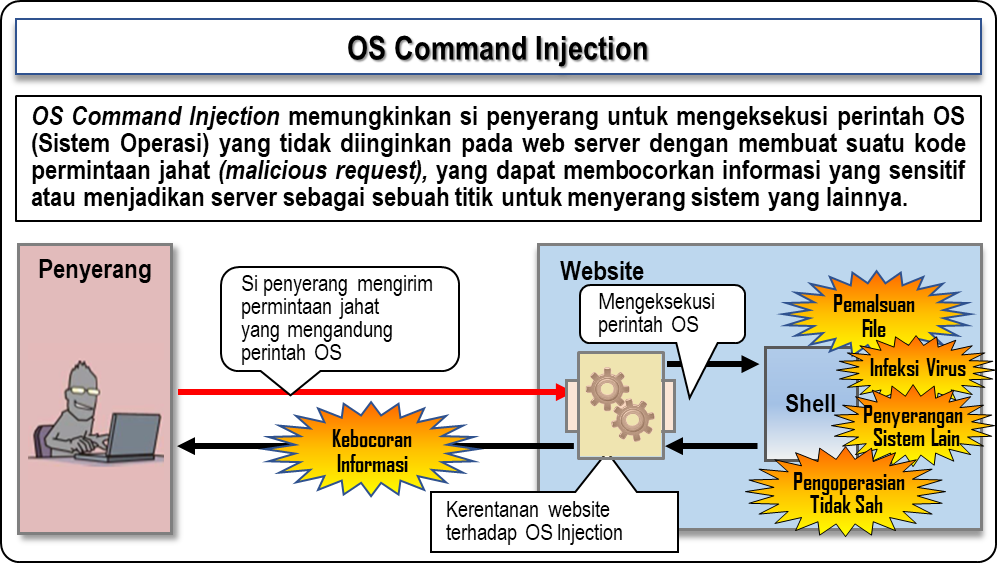 OS Command Injection
OS Command Injection memungkinkan si penyerang untuk mengeksekusi perintah OS
(Sistem Operasi) yang tidak diinginkan pada web server dengan membuat suatu kode
permintaan jahat (malicious request), yang dapat membocorkan informasi yang sensitif
atau menjadikan server sebagai sebuah titik untuk menyerang sistem yang lainnya.
Penyerang
Si penyerang mengirim
permintaan jahat
yang mengandung
perintah OS
Website
Mengeksekusi
perintah OS
Pemalsuan
File
Infeksi Virus
Shell
Penyerangan
Sistem Lain
Kebocoran
Informasi
Pengoperasian
Tidak Sah
Kerentanan website
terhadap OS Injection